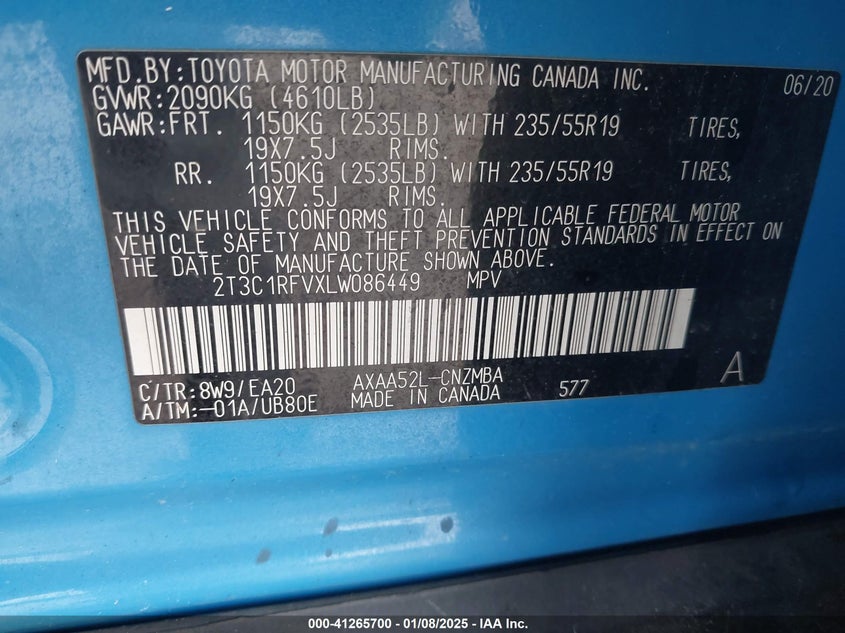 MFD.BY:TOYOTA MOTOR MANUFACTURING CANADA INC. 06/20
GVWR:2090KG (4610LB)
GAWR:FRT. 1150KG (2535LB) WITH 235/55R19 TIRES,
19X7.5J RIMS.
RR. 1150KG (2535LB) WITH 235/55R19 TIRES,
19X7.5J RIMS.
THIS VEHICLE CONFORMS TO ALL APPLICABLE FEDERAL MOTOR
VEHICLE SAFETY AND THEFT PREVENTION STANDARDS IN EFFECT ON
THE DATE OF MANUFACTURE SHOWN ABOVE.
2T3C1RFVXLW086449 MPV
C/TR:8W9/EA20 AXAA52L-CNZMBA A
A/TM:-01A/UB80E MADE IN CANADA 577
000-41265700 - 01/08/2025 - IAA Inc.